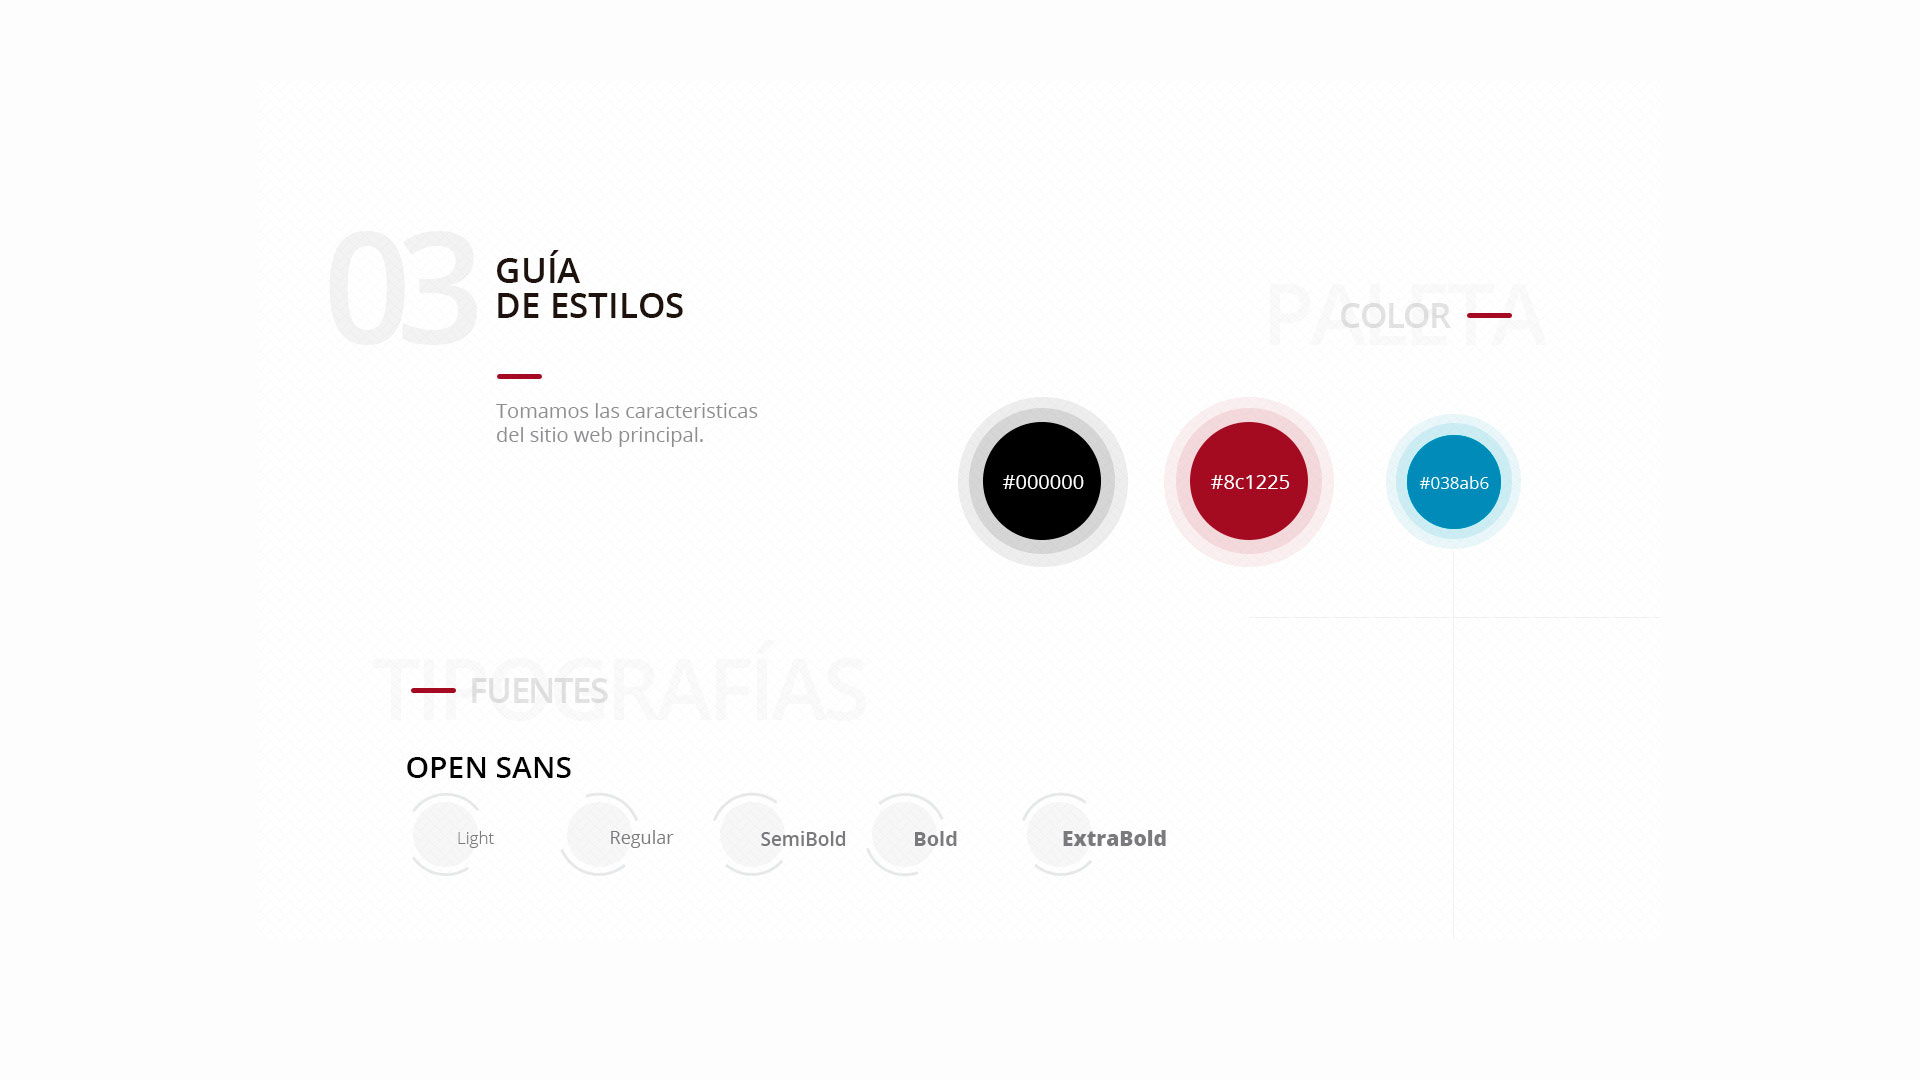 03
GUÍA
DE ESTILOS
Tomamos las caracteristicas
del sitio web principal.
PALETA
COLOR
#000000
#8c1225
#038ab6
TIPOGRAFÍAS
FUENTES
OPEN SANS
Light
Regular
SemiBold
Bold
ExtraBold